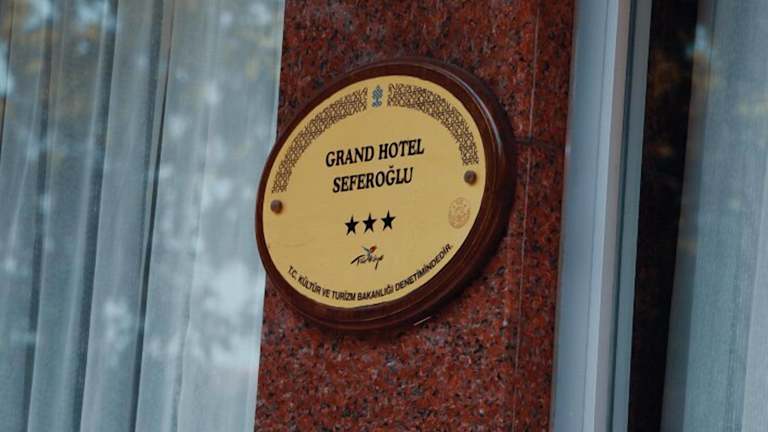 GRAND HOTEL
SEFEROĞLU
Türkiye
T.C. KÜLTÜR VE TURİZM BAKANLIĞI DENETİMİNDEDİR.